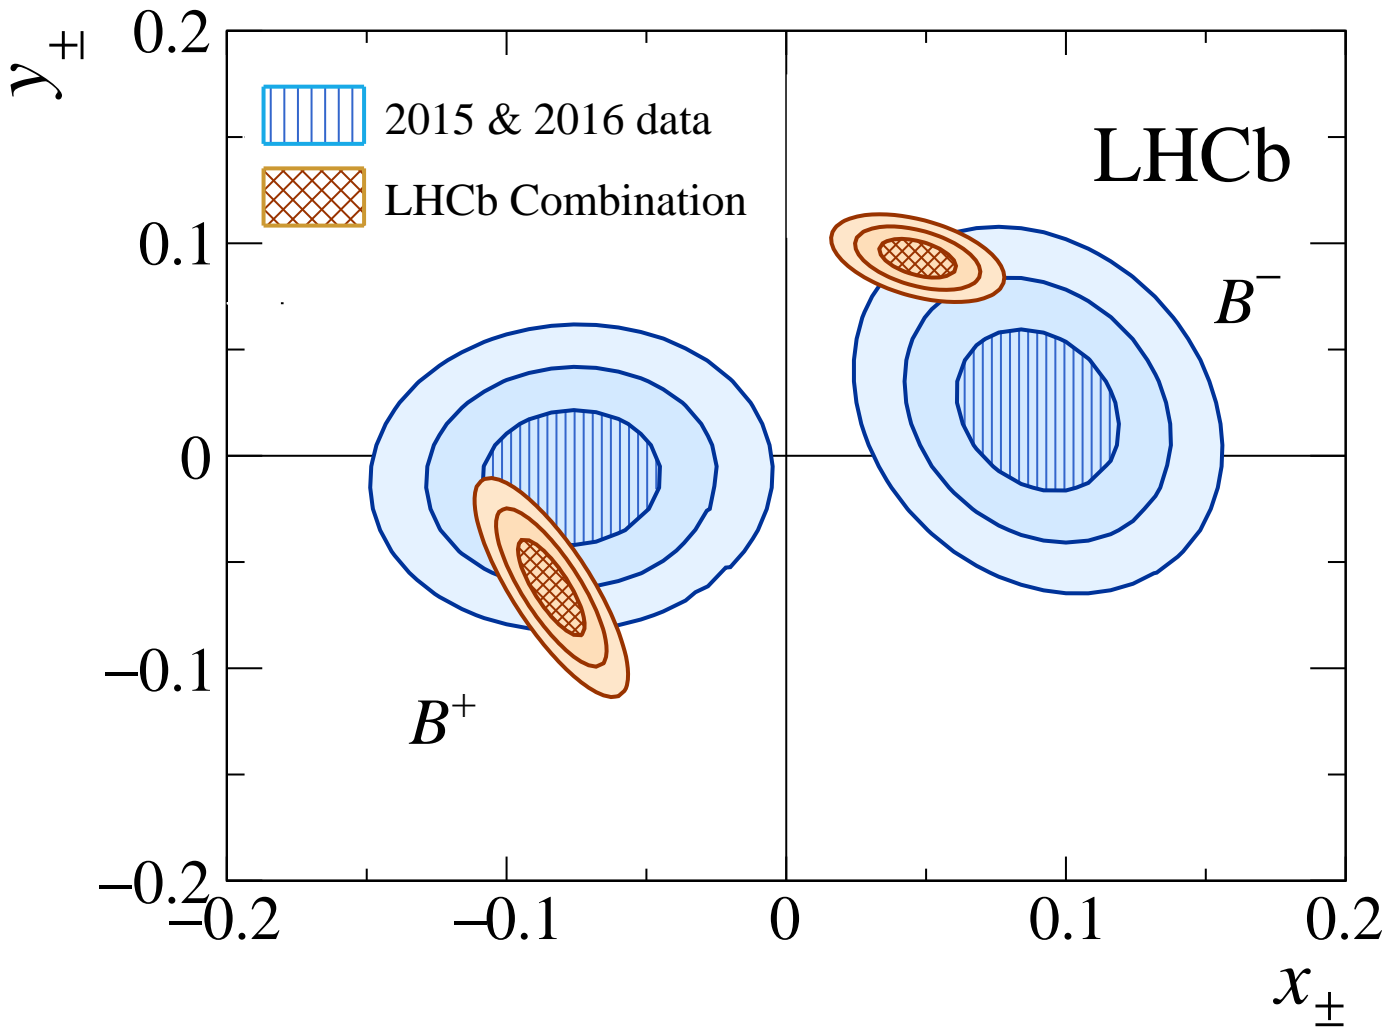 y±
0.2
2015 & 2016 data
LHCb
LHCb Combination
0.1
B⁻
0
−0.1
B⁺
−0.2
−0.2 −0.1 0 0.1 0.2
x±